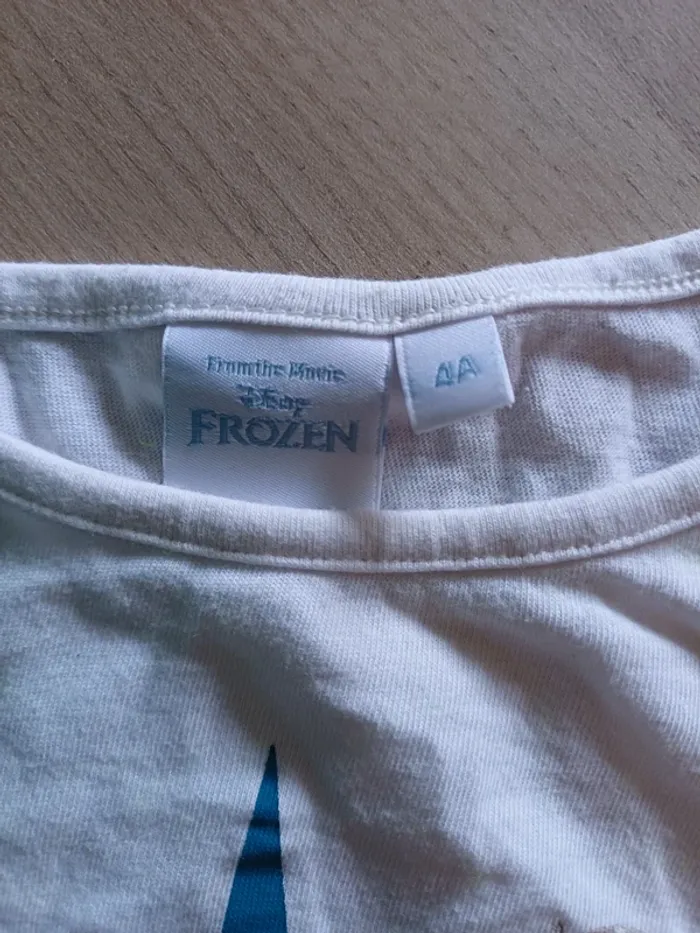 From the Movie
Disney
FROZEN
4A